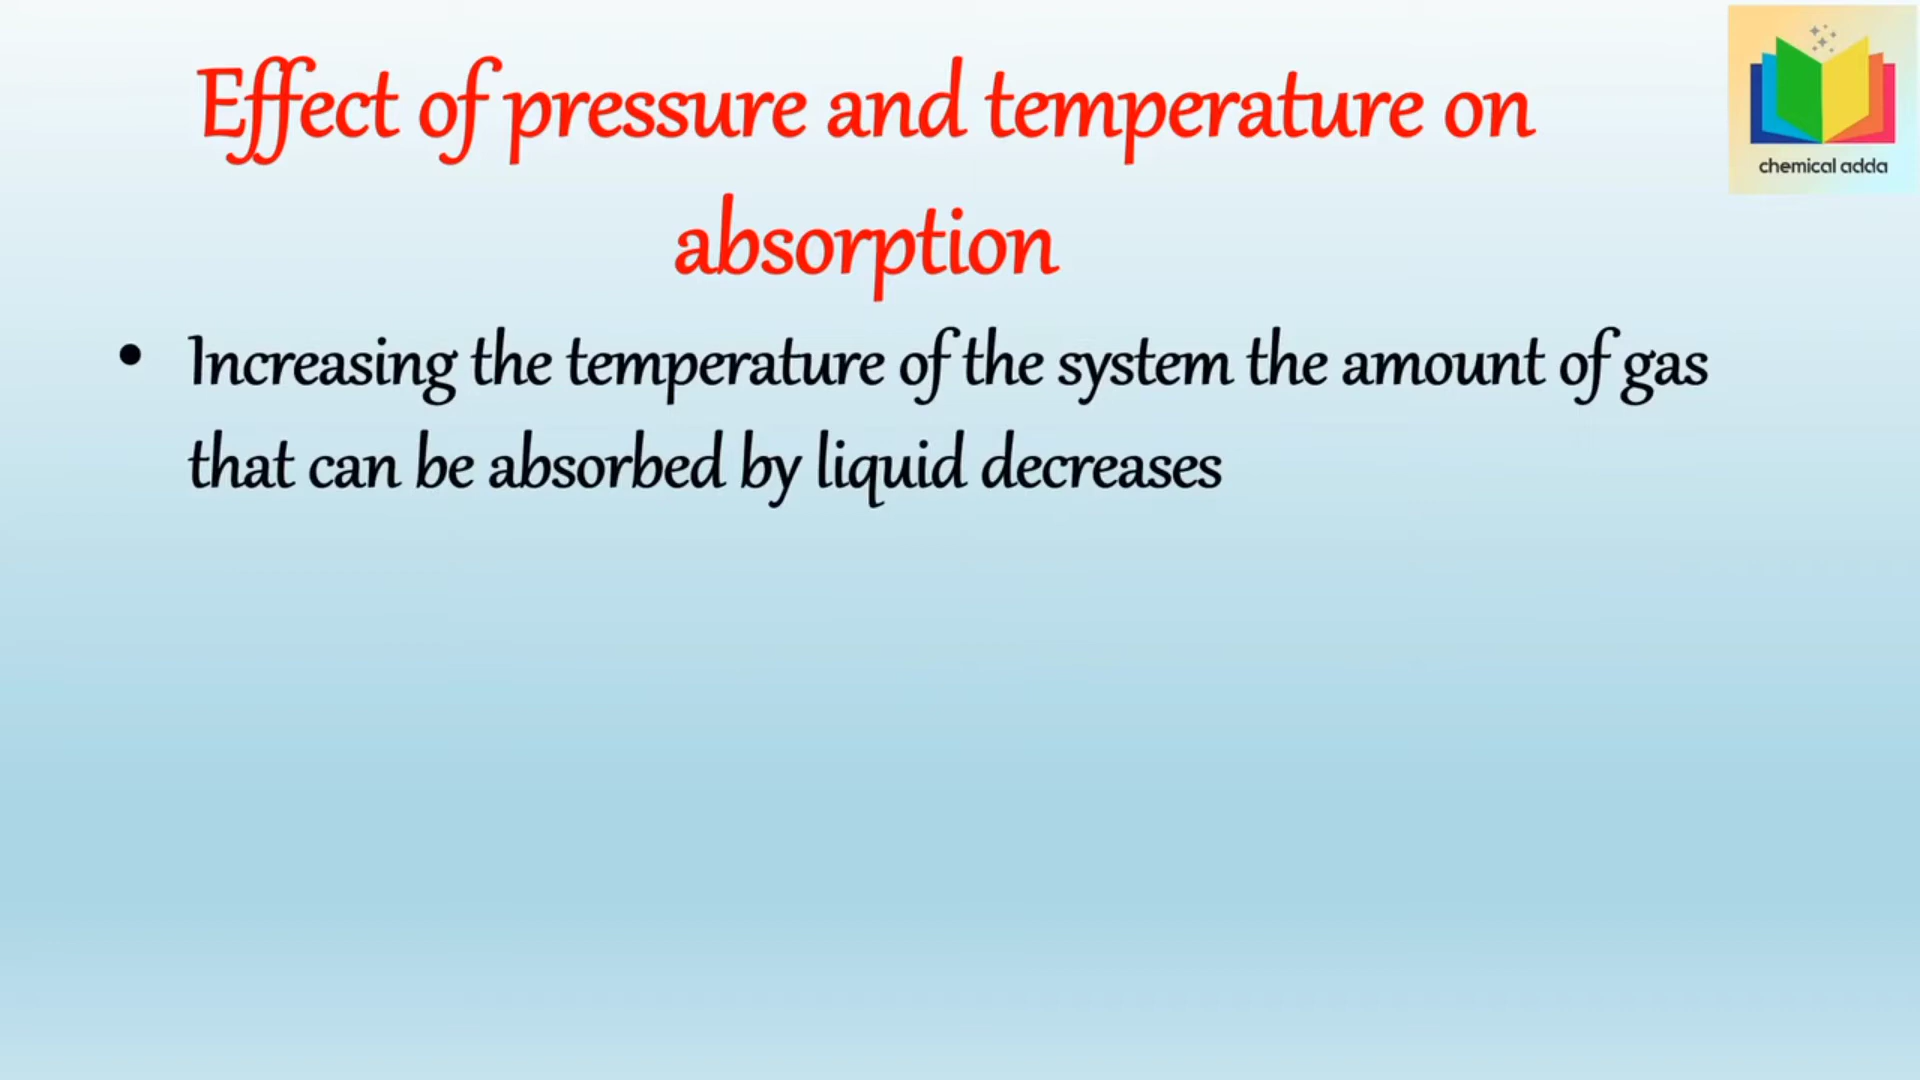 Effect of pressure and temperature on
absorption
chemical adda
• Increasing the temperature of the system the amount of gas
that can be absorbed by liquid decreases